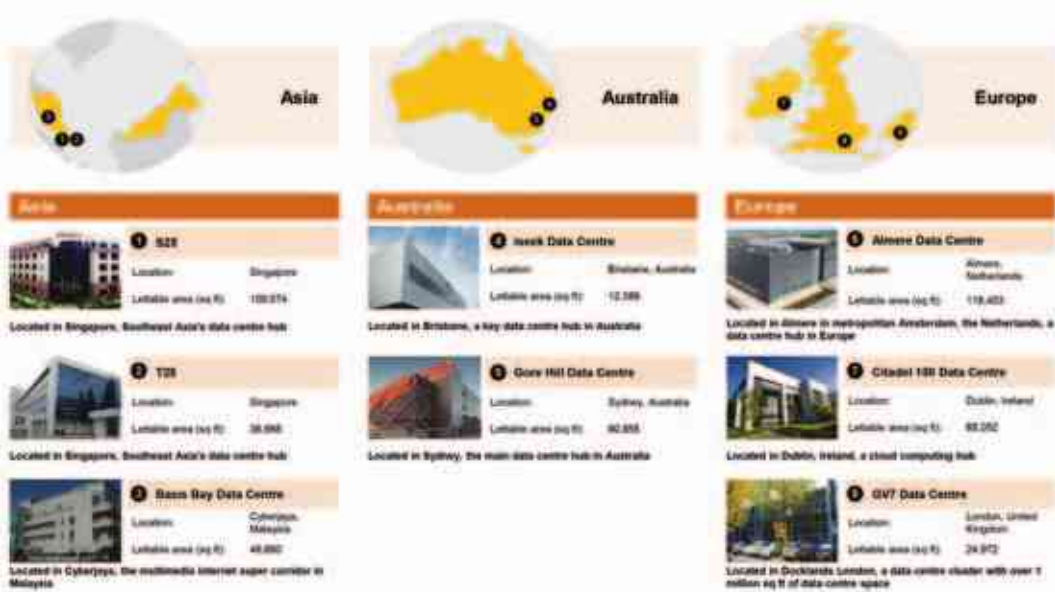 Asia
Australia
Europe
Asia
Australia
Europe
1 S25
Location: Singapore
Lettable area (sq ft):
Located in Singapore, Southeast Asia's data centre hub
2 T25
Location: Singapore
Lettable area (sq ft):
Located in Singapore, Southeast Asia's data centre hub
3 Basis Bay Data Centre
Location: Cyberjaya,
Malaysia
Lettable area (sq ft):
Located in Cyberjaya, the multimedia internet super corridor in
Malaysia
4 iseek Data Centre
Location: Brisbane, Australia
Lettable area (sq ft):
Located in Brisbane, a key data centre hub in Australia
5 Gore Hill Data Centre
Location: Sydney, Australia
Lettable area (sq ft):
Located in Sydney, the main data centre hub in Australia
Almere Data Centre
Location: Almere,
Netherlands
Lettable area (sq ft):
Located in Almere in metropolitan Amsterdam, the Netherlands, a
data centre hub in Europe
7 Citadel 100 Data Centre
Location: Dublin, Ireland
Lettable area (sq ft):
Located in Dublin, Ireland, a cloud computing hub
8 GV7 Data Centre
Location: London, United
Kingdom
Lettable area (sq ft): 24,972
Located in Docklands London, a data centre cluster with over 1
million sq ft of data centre space